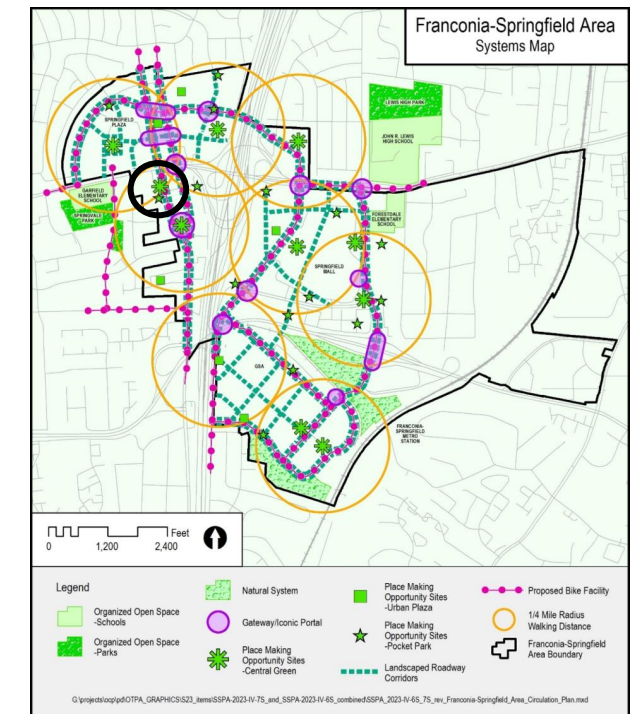 Franconia-Springfield Area
Systems Map
LEWIS HIGH PARK
SPRINGFIELD
PLAZA
JOHN R. LEWIS
HIGH SCHOOL
GARFIELD
ELEMENTARY
SCHOOL
SPRINGVALE
PARK
FORESTDALE
ELEMENTARY
SCHOOL
SPRINGFIELD
MALL
GSA
FRANCONIA-
SPRINGFIELD
METRO
STATION
Feet
0 1,200 2,400
Legend
Organized Open Space
-Schools
Organized Open Space
-Parks
Natural System
Gateway/Iconic Portal
Place Making
Opportunity Sites
-Central Green
Place Making
Opportunity Sites
-Urban Plaza
Place Making
Opportunity Sites
-Pocket Park
Landscaped Roadway
Corridors
Proposed Bike Facility
1/4 Mile Radius
Walking Distance
Franconia-Springfield
Area Boundary
G:\projects\ocp\pd\OTPA_GRAPHICS\S23_items\SSPA-2023-IV-7S_and_SSPA-2023-IV-6S_combined\SSPA_2023-IV-6S_7S_rev_Franconia-Springfield_Area_Circulation_Plan.mxd